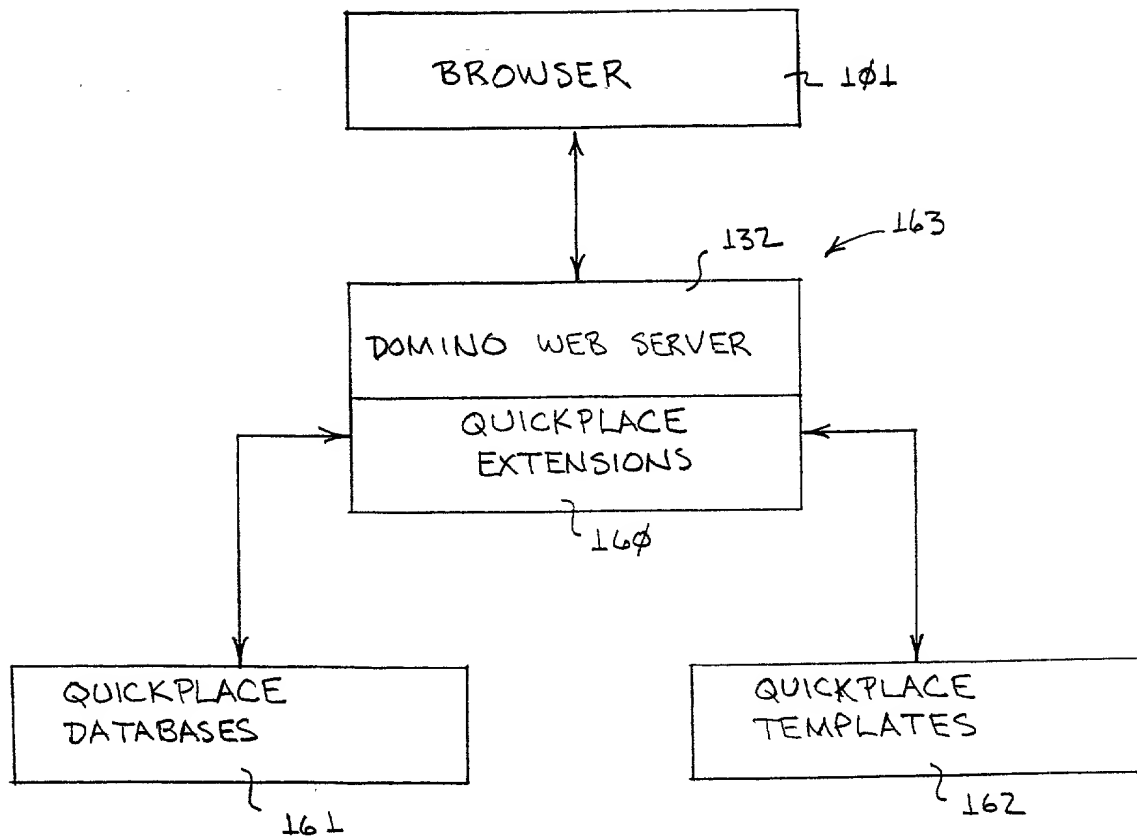 BROWSER
101
132
163
DOMINO WEB SERVER
QUICKPLACE
EXTENSIONS
160
QUICKPLACE
DATABASES
161
QUICKPLACE
TEMPLATES
162